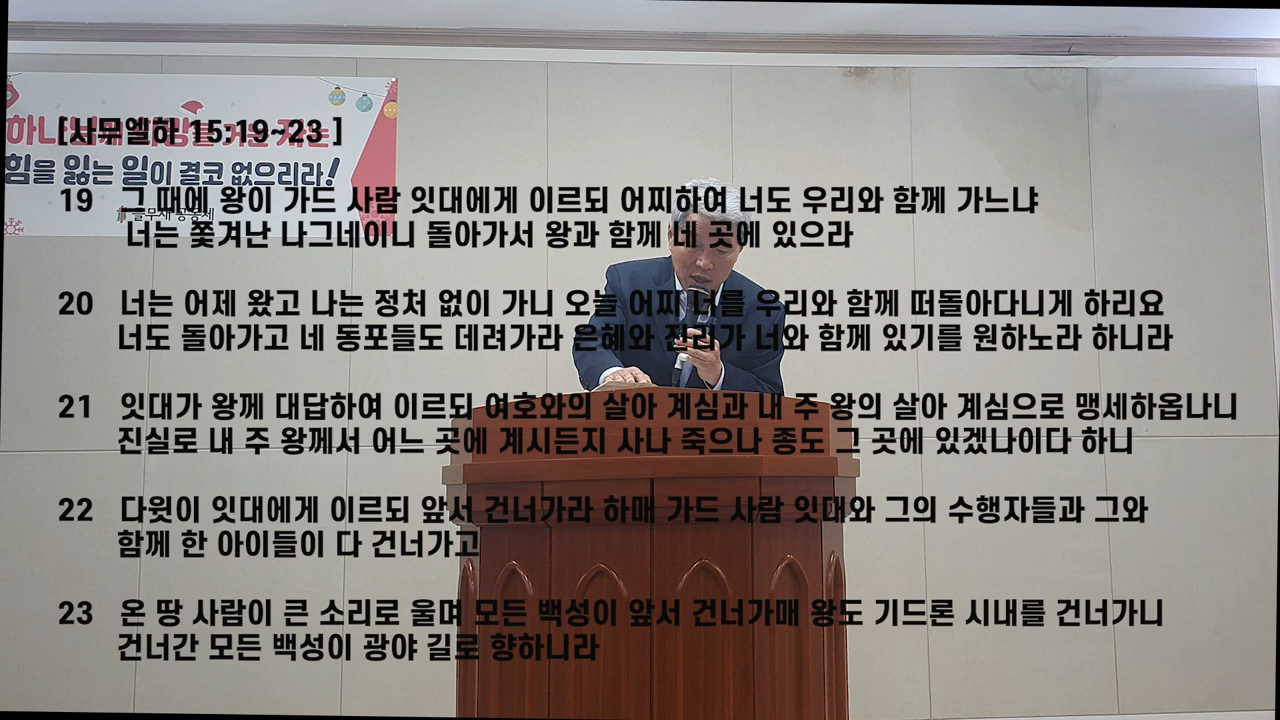 하나님께 희망을 거는 자는
힘을 잃는 일이 결코 없으리라!
[사무엘하 15:19~23 ]
19 그 때에 왕이 가드 사람 잇대에게 이르되 어찌하여 너도 우리와 함께 가느냐
너는 쫓겨난 나그네이니 돌아가서 왕과 함께 네 곳에 있으라
20 너는 어제 왔고 나는 정처 없이 가니 오늘 어찌 너를 우리와 함께 떠돌아다니게 하리요
너도 돌아가고 네 동포들도 데려가라 은혜와 진리가 너와 함께 있기를 원하노라 하니라
21 잇대가 왕께 대답하여 이르되 여호와의 살아 계심과 내 주 왕의 살아 계심으로 맹세하옵나니
진실로 내 주 왕께서 어느 곳에 계시든지 사나 죽으나 종도 그 곳에 있겠나이다 하니
22 다윗이 잇대에게 이르되 앞서 건너가라 하매 가드 사람 잇대와 그의 수행자들과 그와
함께 한 아이들이 다 건너가고
23 온 땅 사람이 큰 소리로 울며 모든 백성이 앞서 건너가매 왕도 기드론 시내를 건너가니
건너간 모든 백성이 광야 길로 향하니라